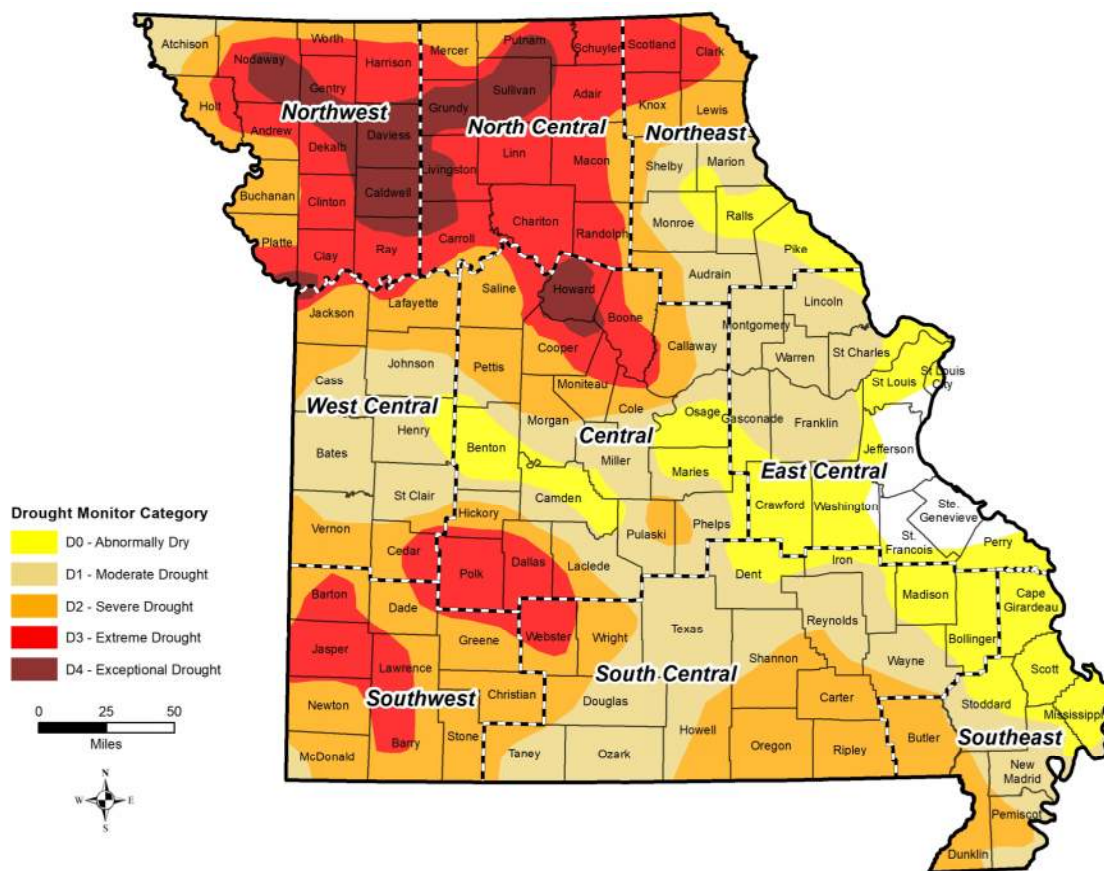 Atchison
Nodaway
Worth
Harrison
Mercer
Putnam
Schuyler
Scotland
Clark
Gentry
Sullivan
Adair
Knox
Lewis
Holt
Northwest
Grundy
North Central
Northeast
Andrew
Dekalb
Daviess
Linn
Macon
Shelby
Marion
Livingston
Buchanan
Caldwell
Clinton
Chariton
Monroe
Ralls
Platte
Clay
Ray
Carroll
Randolph
Pike
Audrain
Saline
Howard
Lafayette
Boone
Lincoln
Jackson
Montgomery
Callaway
Cooper
Warren
St Charles
Johnson
Pettis
Cass
Moniteau
St Louis
St Louis
City
West Central
Morgan
Cole
Osage
Gasconade
Franklin
Henry
Benton
Central
Jefferson
Bates
Miller
Maries
East Central
St Clair
Camden
Crawford
Washington
Ste.
Genevieve
Hickory
Phelps
Vernon
Pulaski
St.
Francois
Perry
Cedar
Polk
Dallas
Laclede
Dent
Iron
Barton
Dade
Madison
Cape
Girardeau
Webster
Wright
Texas
Reynolds
Greene
Bollinger
Jasper
Lawrence
Shannon
Wayne
Scott
South Central
Southwest
Christian
Douglas
Carter
Stoddard
Mississippi
Newton
Howell
Barry
Stone
Butler
Southeast
McDonald
Taney
Ozark
Oregon
Ripley
New
Madrid
Pemiscot
Dunklin
Drought Monitor Category
D0 - Abnormally Dry
D1 - Moderate Drought
D2 - Severe Drought
D3 - Extreme Drought
D4 - Exceptional Drought
0 25 50
Miles
N
W E
S